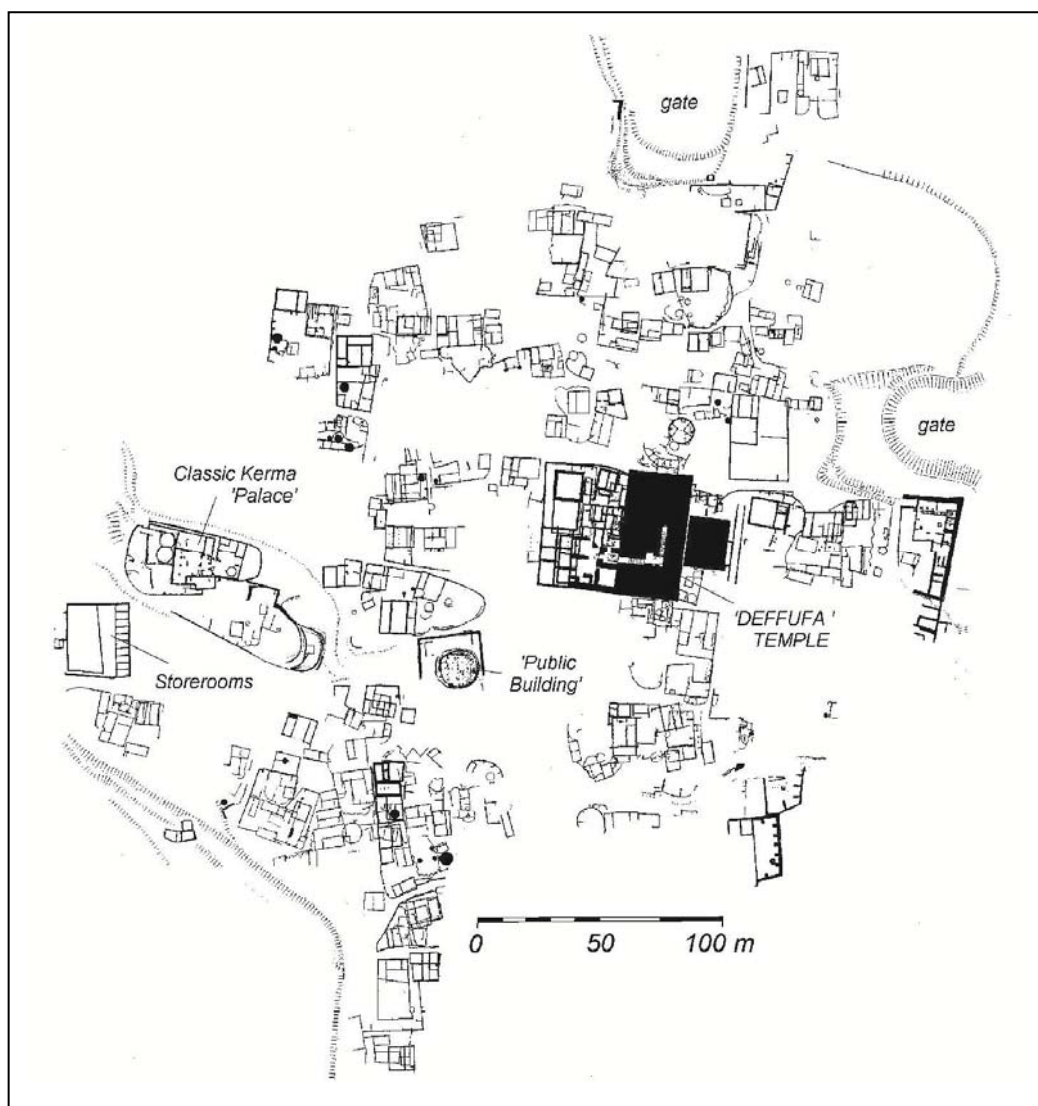 gate
gate
Classic Kerma
'Palace'
'DEFFUFA'
TEMPLE
'Public
Building'
Storerooms
0 50 100 m